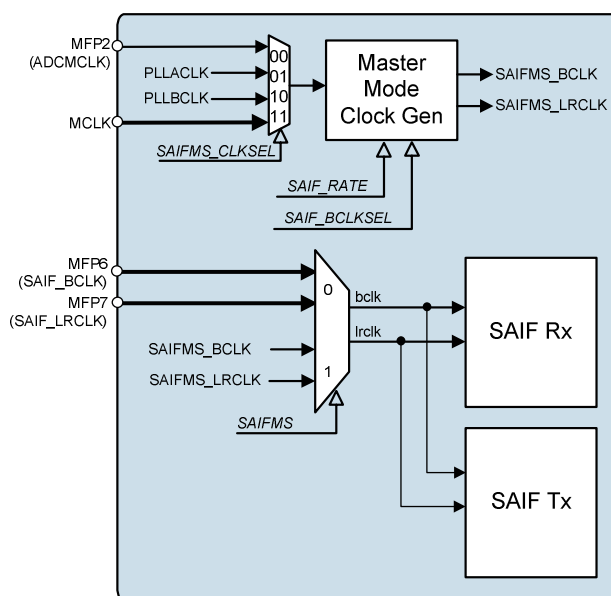 MFP2
(ADCMCLK)
PLLACLK
PLLBCLK
MCLK
00
01
10
11
SAIFMS_CLKSEL
Master
Mode
Clock Gen
SAIFMS_BCLK
SAIFMS_LRCLK
SAIF_RATE
SAIF_BCLKSEL
MFP6
(SAIF_BCLK)
MFP7
(SAIF_LRCLK)
SAIFMS_BCLK
SAIFMS_LRCLK
0
1
SAIFMS
bclk
lrclk
SAIF Rx
SAIF Tx